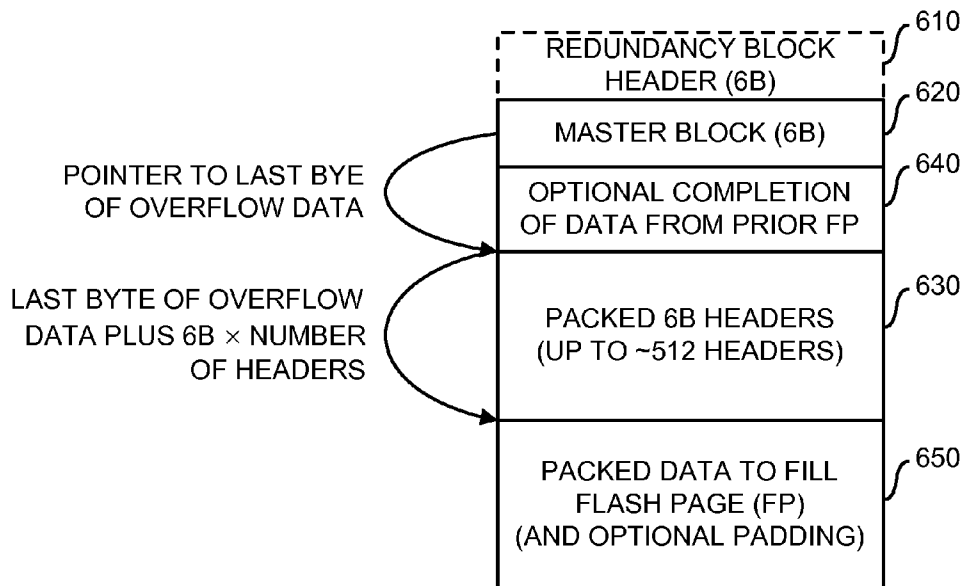 610
REDUNDANCY BLOCK
HEADER (6B)
620
MASTER BLOCK (6B)
640
POINTER TO LAST BYE
OF OVERFLOW DATA
OPTIONAL COMPLETION
OF DATA FROM PRIOR FP
630
LAST BYTE OF OVERFLOW
DATA PLUS 6B × NUMBER
OF HEADERS
PACKED 6B HEADERS
(UP TO ~512 HEADERS)
650
PACKED DATA TO FILL
FLASH PAGE (FP)
(AND OPTIONAL PADDING)